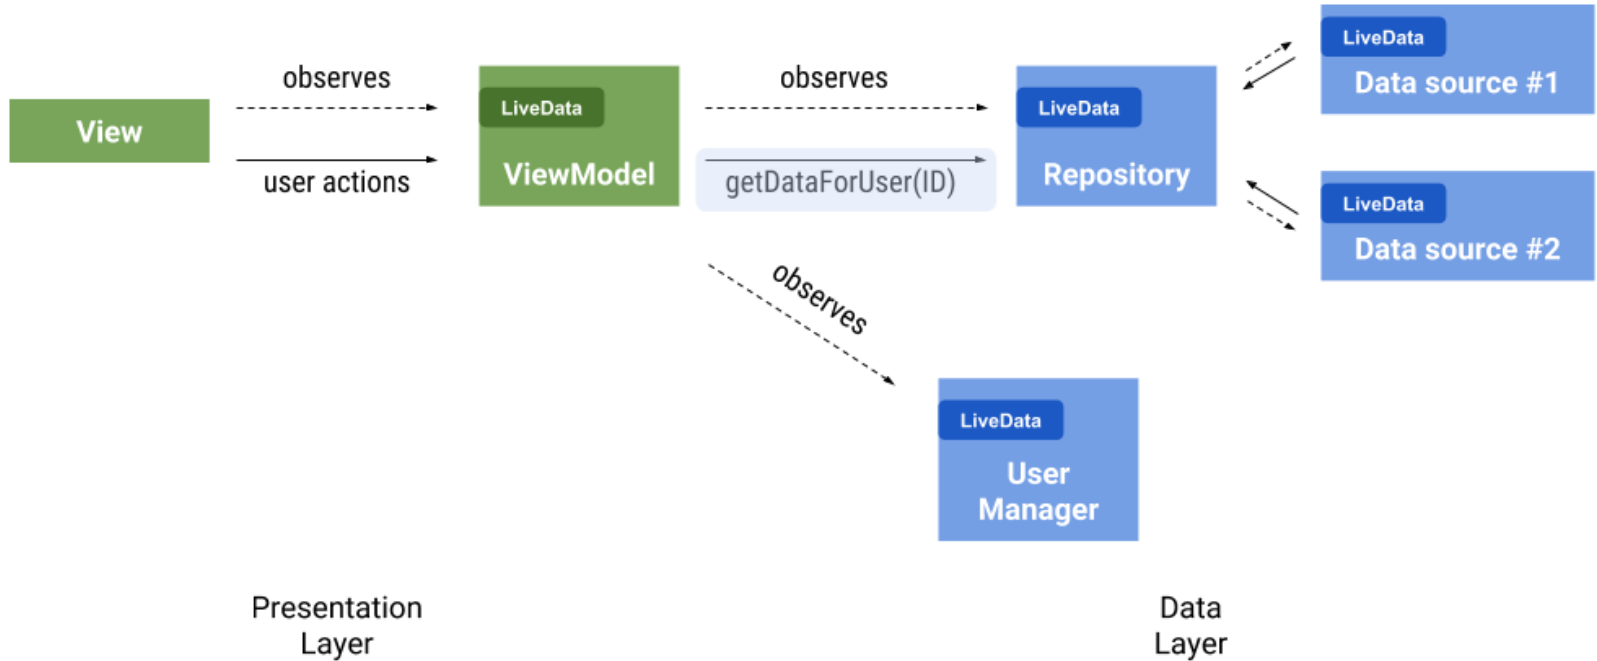 observes
View
user actions
LiveData
ViewModel
observes
getDataForUser(ID)
LiveData
Repository
LiveData
Data source #1
LiveData
Data source #2
observes
LiveData
User
Manager
Presentation
Layer
Data
Layer